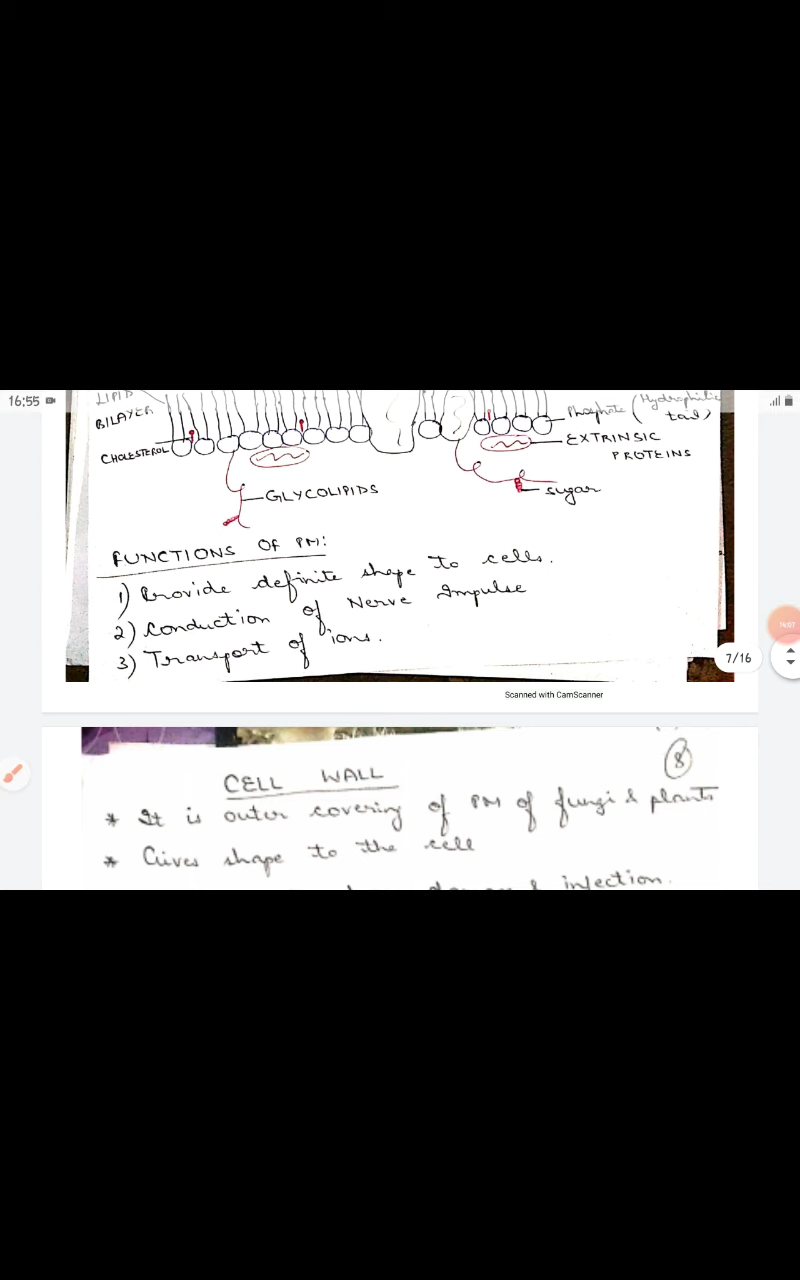 LIPID
16:55
BILAYER
Phosphate (Hydrophilic
tail)
CHOLESTEROL
EXTRINSIC
PROTEINS
GLYCOLIPIDS
sugar
FUNCTIONS OF PM:
1) Provide definite shape to cells.
2) Conduction of Nerve Impulse
3) Transport of ions.
14:07
7/16
Scanned with CamScanner
8
CELL WALL
* It is outer covering of PM of fungi & plants
* Gives shape to the cell
& infection.